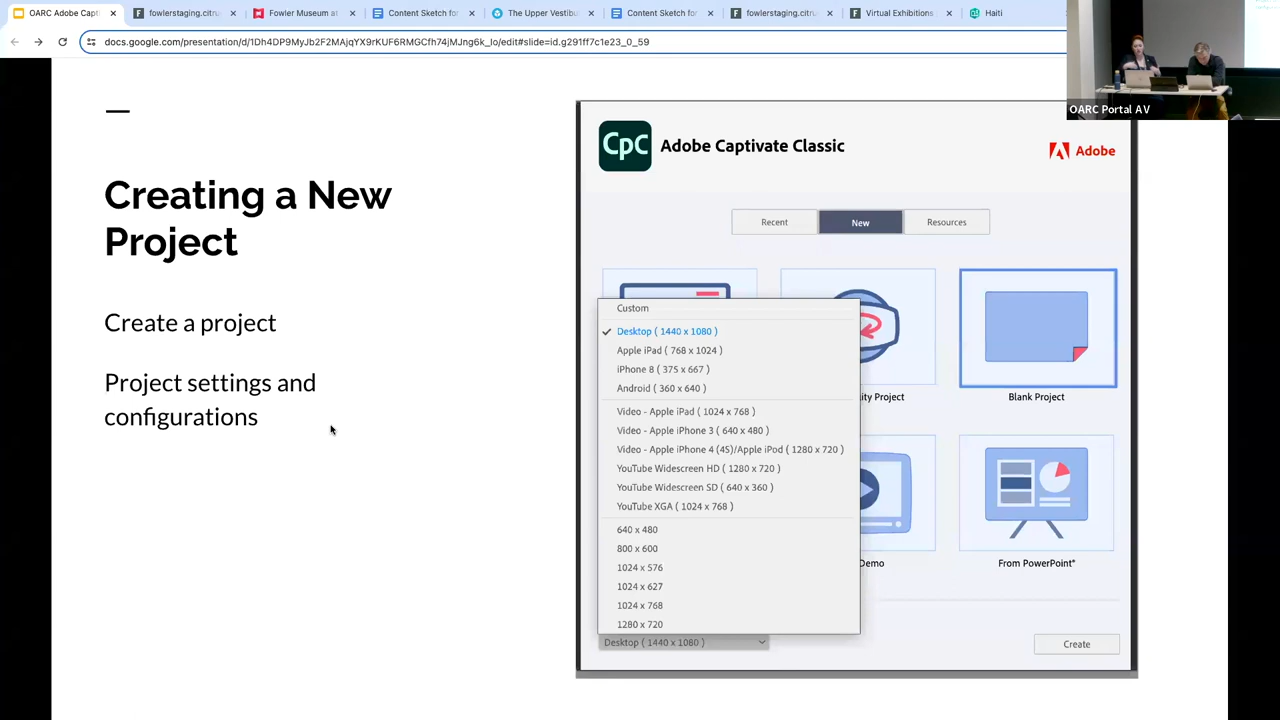 OARC Adobe Capti
fowlerstaging.citru
Fowler Museum at
Content Sketch for
The Upper Vestibu
Content Sketch for
fowlerstaging.citru
Virtual Exhibitions
Haiti
docs.google.com/presentation/d/1Dh4DP9MyJb2F2MAjqYX9rKUF6RMGCfh74jMJng6k_Io/edit#slide=id.g291ff7c1e23_0_59
OARC Portal AV
Creating a New
Project
Create a project
Project settings and
configurations
CpC
Adobe Captivate Classic
Adobe
Recent
New
Resources
Custom
Desktop ( 1440 x 1080 )
Apple iPad ( 768 x 1024 )
iPhone 8 ( 375 x 667 )
Android ( 360 x 640 )
Video - Apple iPad ( 1024 x 768 )
Video - Apple iPhone 3 ( 640 x 480 )
Video - Apple iPhone 4 (4S)/Apple iPod ( 1280 x 720 )
YouTube Widescreen HD ( 1280 x 720 )
YouTube Widescreen SD ( 640 x 360 )
YouTube XGA ( 1024 x 768 )
640 x 480
800 x 600
1024 x 576
1024 x 627
1024 x 768
1280 x 720
ity Project
Blank Project
Demo
From PowerPoint*
Desktop ( 1440 x 1080 )
Create